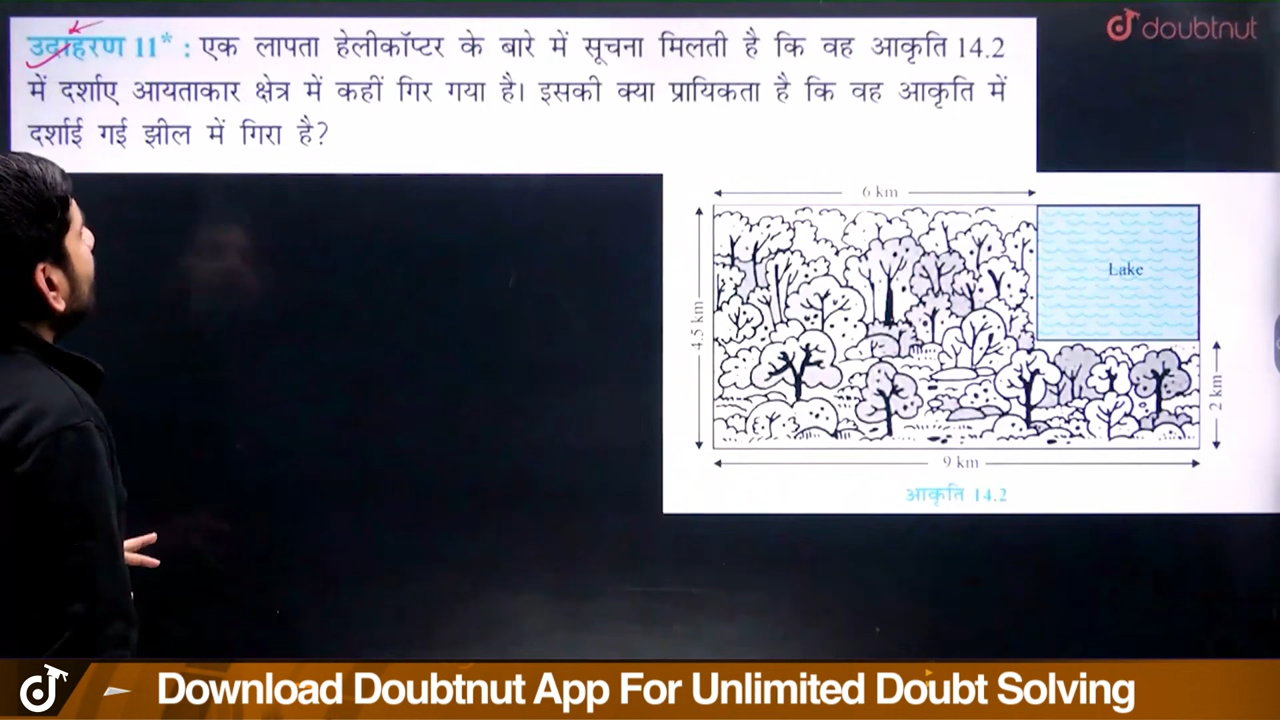 doubtnut
उदाहरण 11* : एक लापता हेलीकॉप्टर के बारे में सूचना मिलती है कि वह आकृति 14.2
में दर्शाए आयताकार क्षेत्र में कहीं गिर गया है। इसकी क्या प्रायिकता है कि वह आकृति में
दर्शाई गई झील में गिरा है?
6 km
Lake
4.5 km
2 km
9 km
आकृति 14.2
Download Doubtnut App For Unlimited Doubt Solving